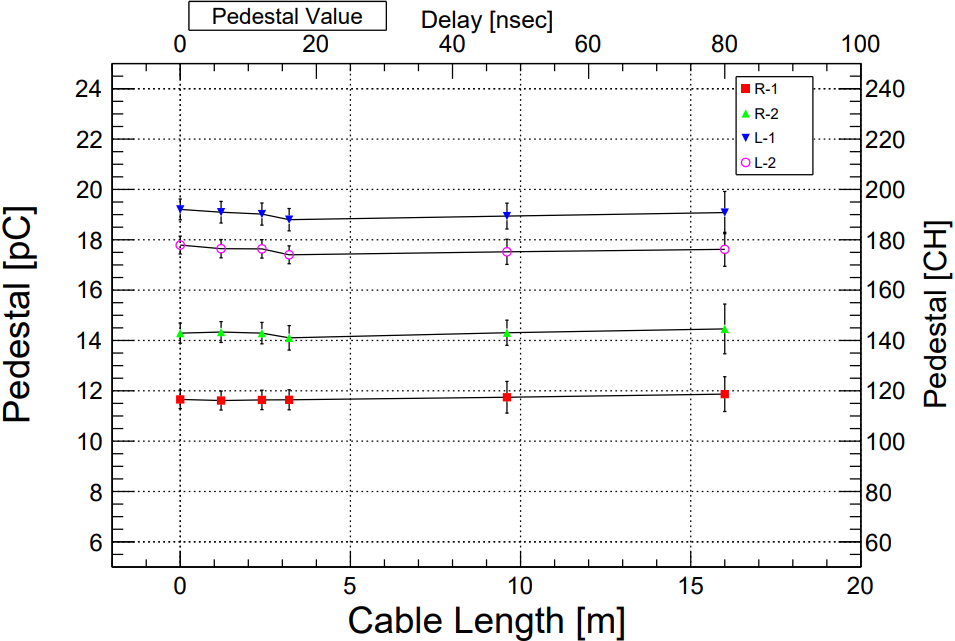 Pedestal Value
Delay [nsec]
0 20 40 60 80 100
24 240
R-1
R-2
22 220
L-1
L-2
20 200
18 180
16 160
14 140
12 120
10 100
8 80
6 60
Pedestal [pC]
Pedestal [CH]
0 5 10 15 20
Cable Length [m]